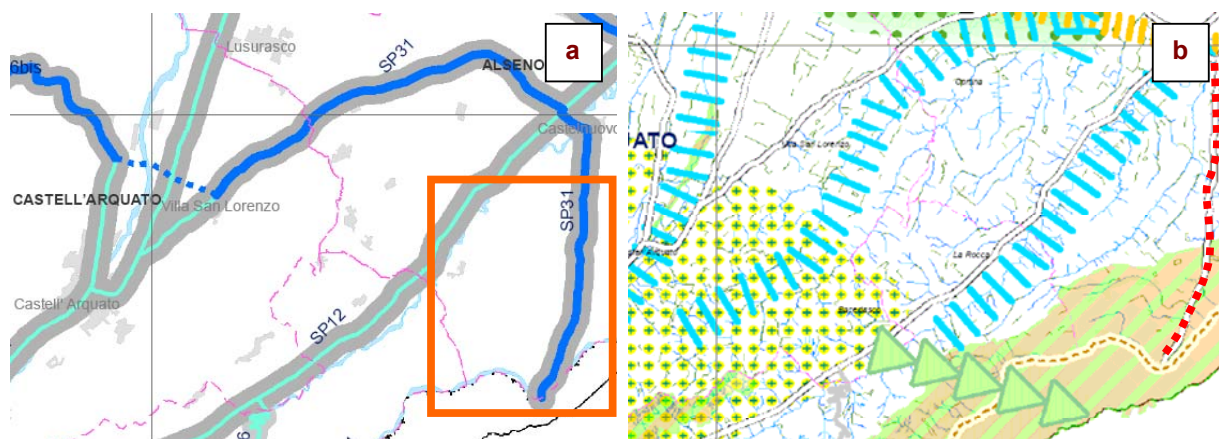 Lusurasco
SP31
a
ALSENO
6bis
Castelnuovo
CASTELL'ARQUATO
Villa San Lorenzo
SP31
Castell' Arquato
SP12
6
b
Villa San Lorenzo
ATO
La Rocca